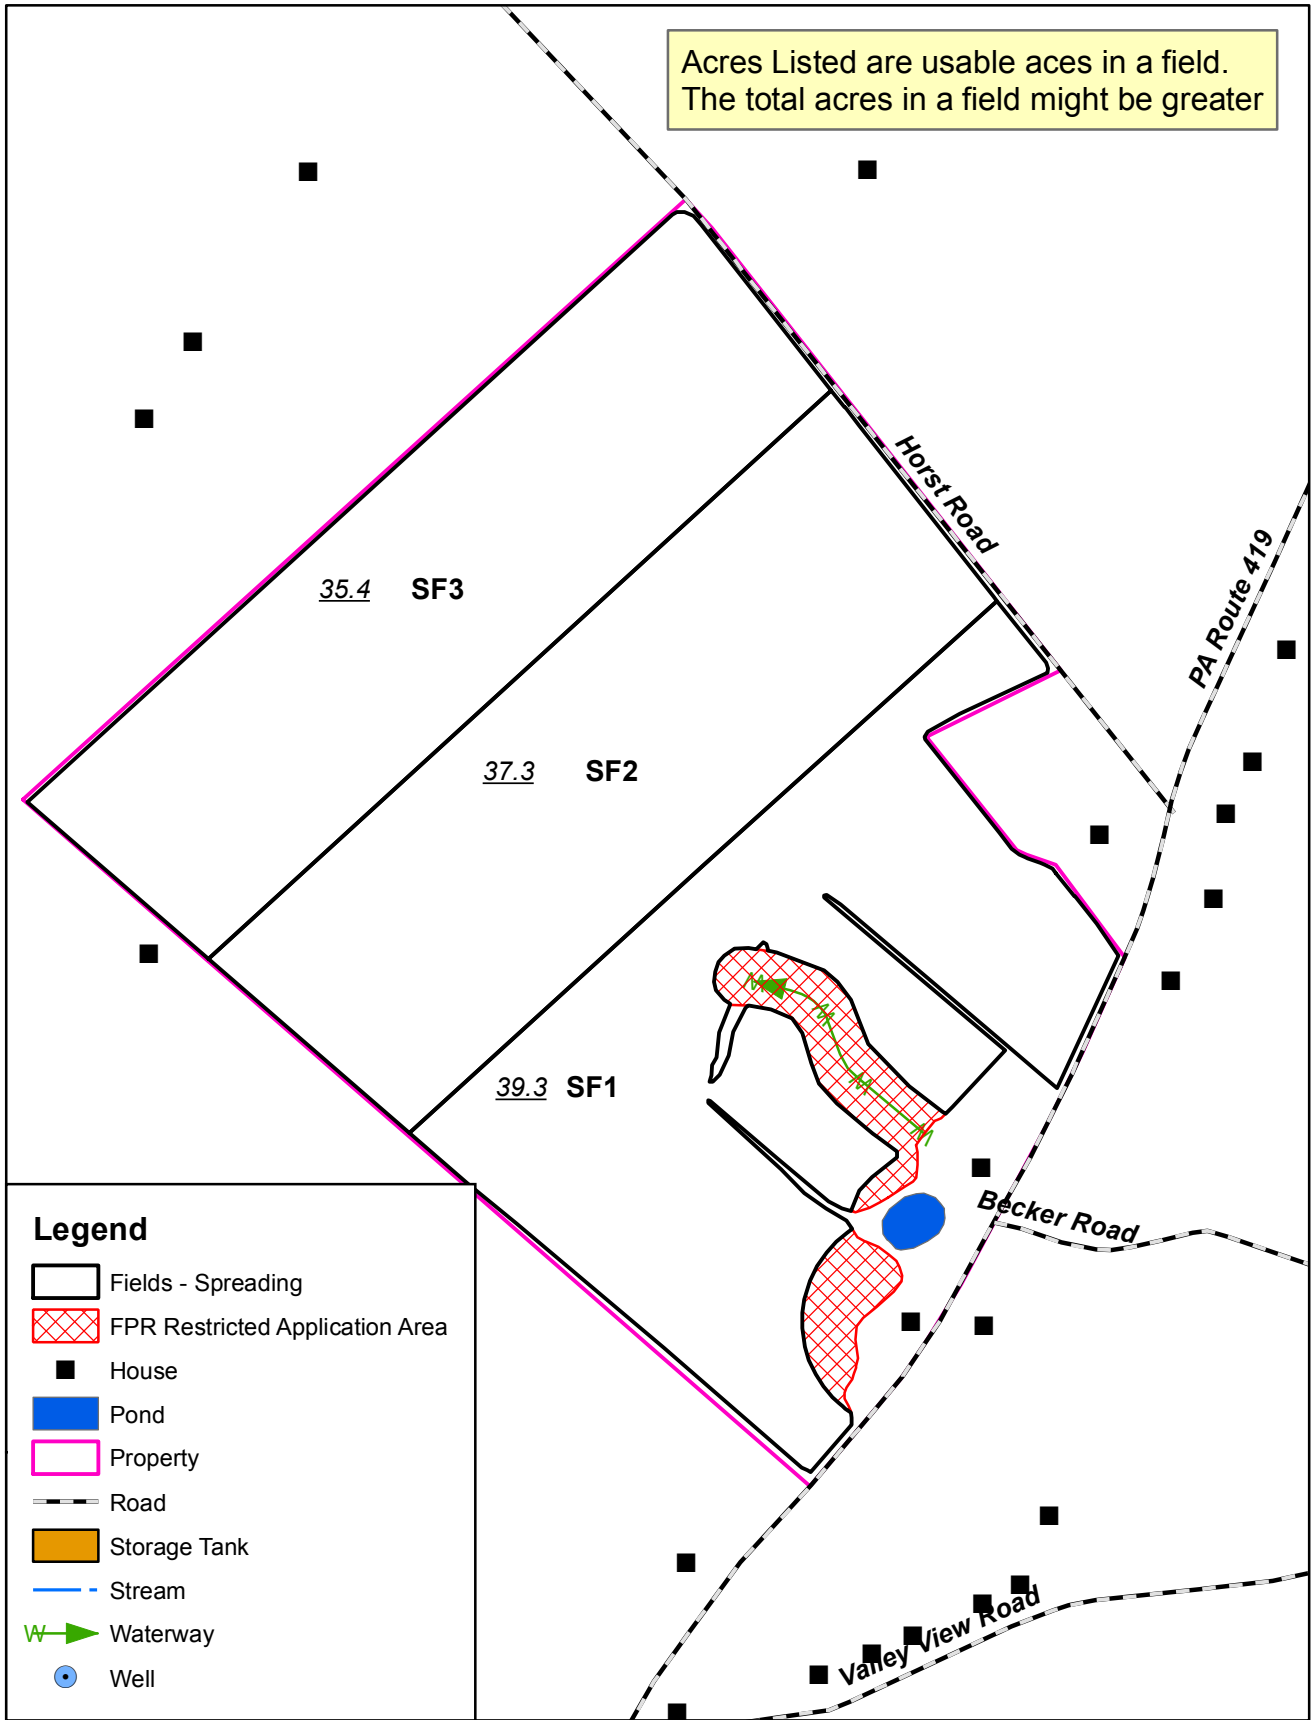 Acres Listed are usable aces in a field.
The total acres in a field might be greater
Horst Road
PA Route 419
35.4 SF3
37.3 SF2
39.3 SF1
W
W
W
W
Becker Road
Valley View Road
Legend
Fields - Spreading
FPR Restricted Application Area
House
Pond
Property
Road
Storage Tank
Stream
W Waterway
Well